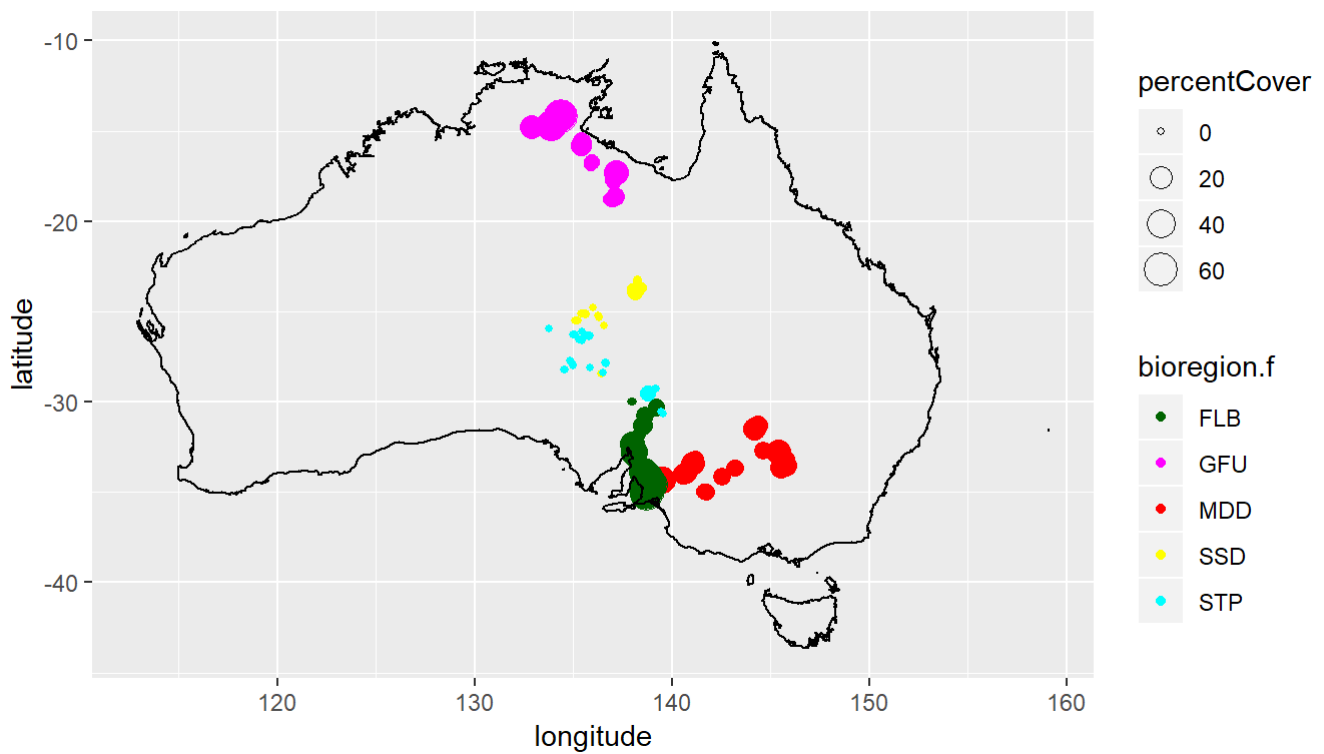 -10
-20
-30
-40
latitude
120
130
140
150
160
longitude
percentCover
0
20
40
60
bioregion.f
FLB
GFU
MDD
SSD
STP